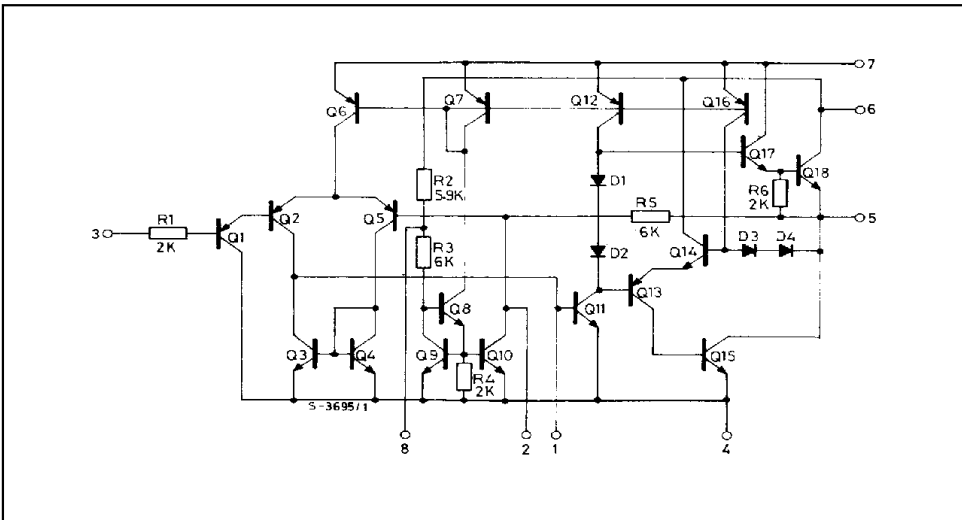 7
Q6
Q7
Q12
Q16
6
Q17
Q18
R2
5.9K
D1
R6
2K
R1
2K
3
Q1
Q2
Q5
R5
6K
5
R3
6K
D2
Q14
D3
D4
Q13
Q8
Q11
Q3
Q4
Q9
Q10
Q15
R4
2K
S-3695/1
8
2
1
4